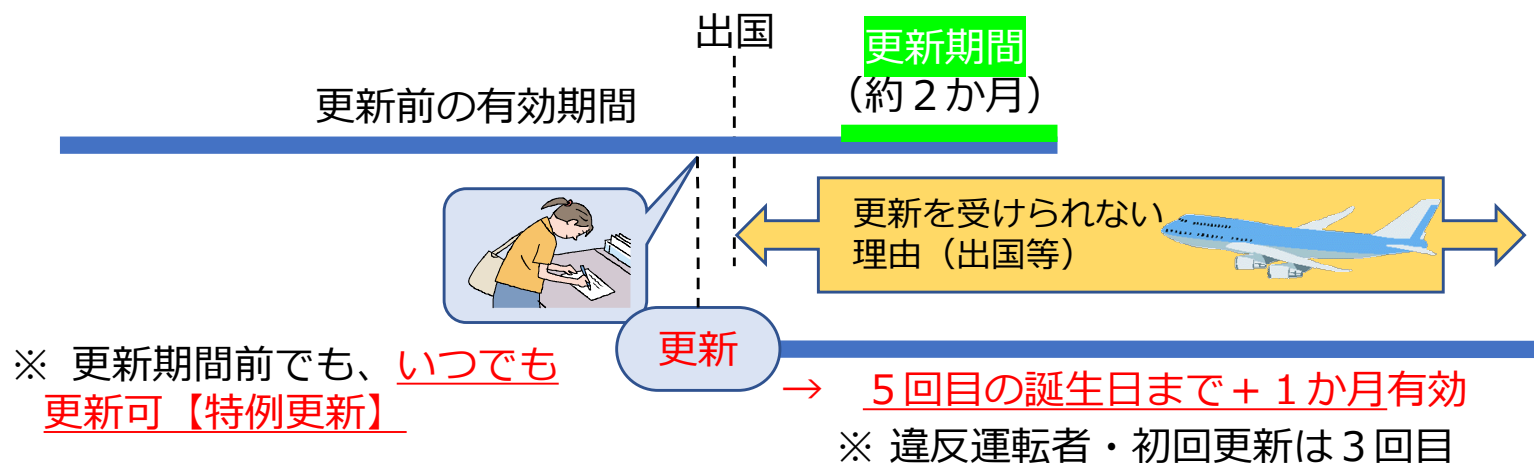 出国
更新期間
（約２か月）
更新前の有効期間
更新を受けられない
理由（出国等）
更新
※ 更新期間前でも、いつでも
更新可【特例更新】
→ ５回目の誕生日まで＋１か月有効
※ 違反運転者・初回更新は３回目